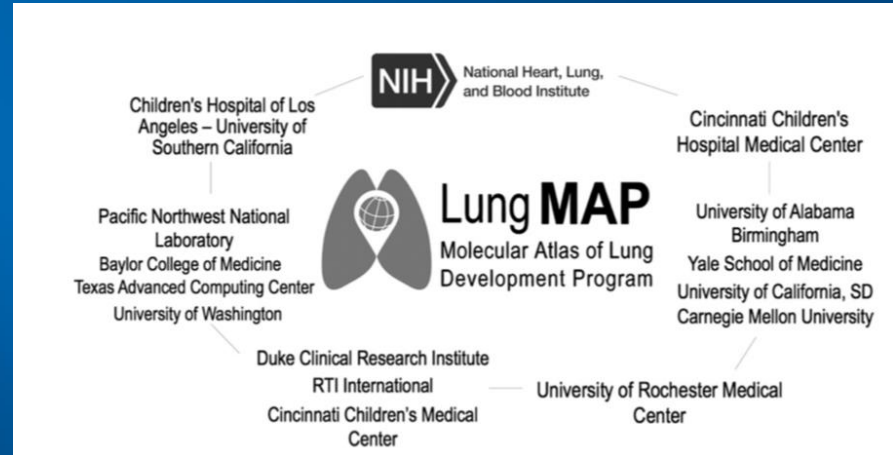 NIH
National Heart, Lung,
and Blood Institute
Children's Hospital of Los
Angeles – University of
Southern California
Cincinnati Children's
Hospital Medical Center
Lung MAP
Molecular Atlas of Lung
Development Program
Pacific Northwest National
Laboratory
Baylor College of Medicine
Texas Advanced Computing Center
University of Washington
University of Alabama
Birmingham
Yale School of Medicine
University of California, SD
Carnegie Mellon University
Duke Clinical Research Institute
RTI International
Cincinnati Children's Medical
Center
University of Rochester Medical
Center